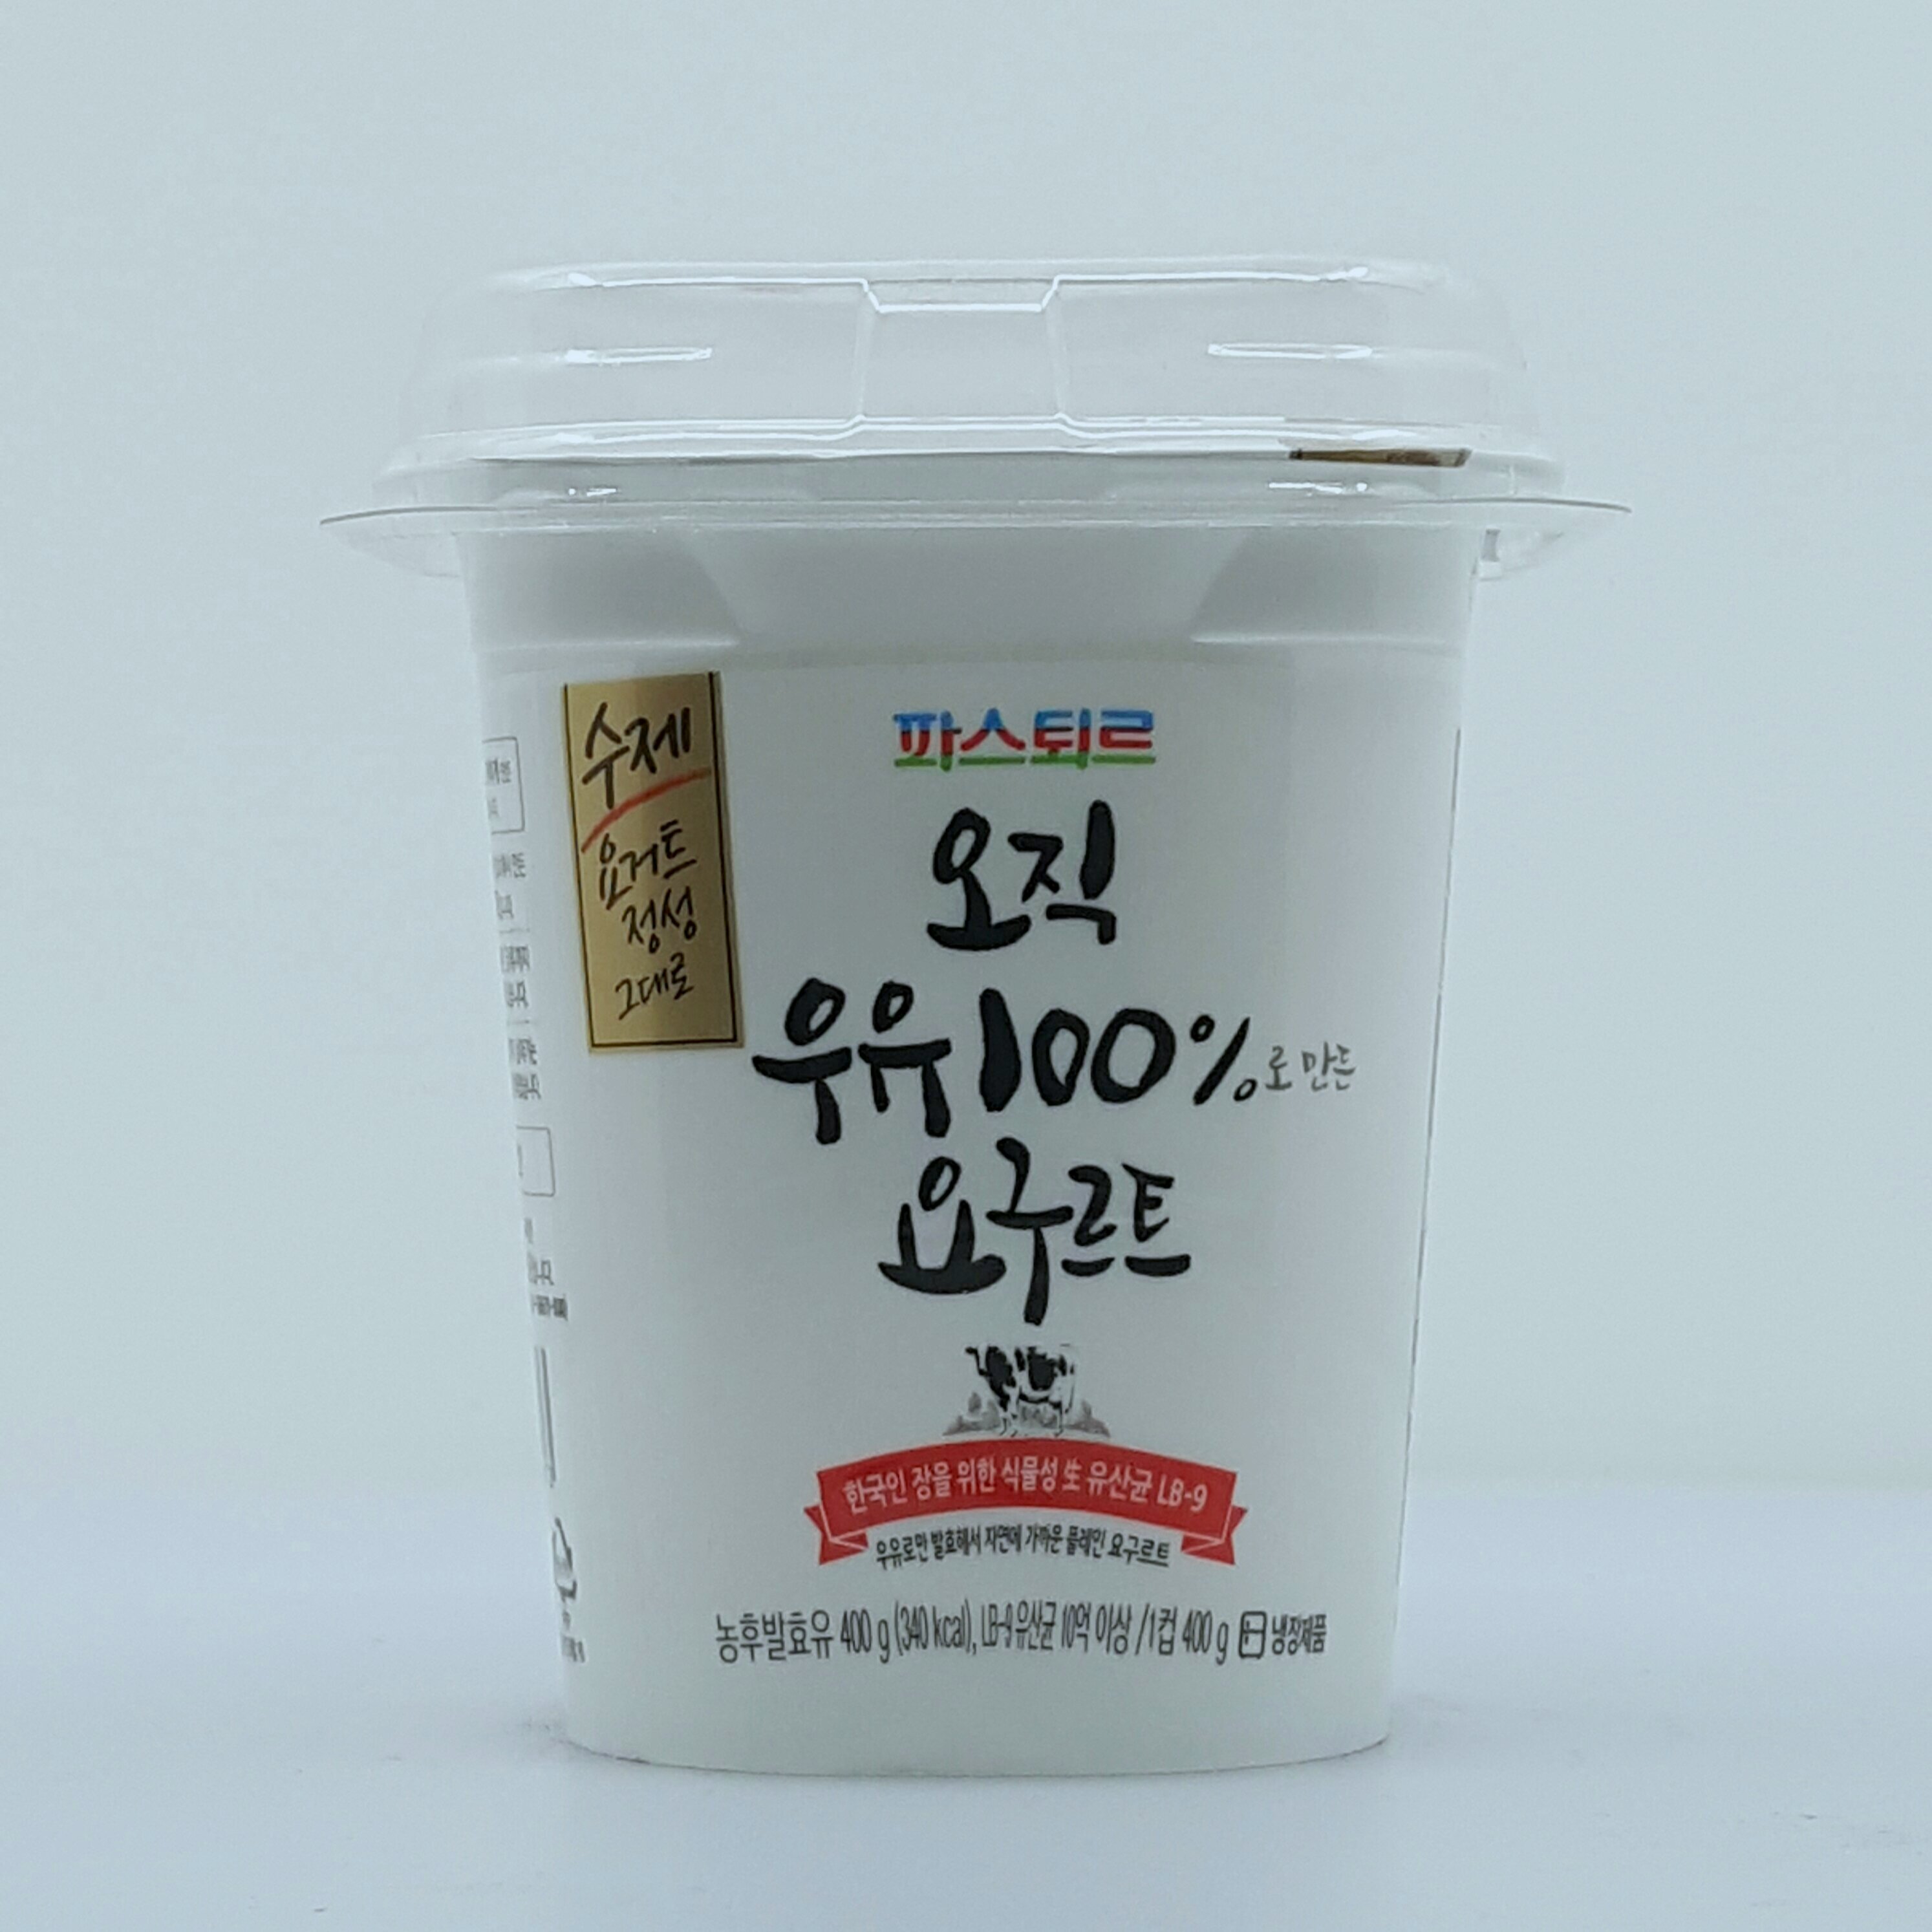 수제
요거트
정성
그대로
파스퇴르
오직
우유100%로 만든
요구르트
한국인 장을 위한 식물성 生 유산균 LB-9
우유로만 발효해서 자연에 가까운 플레인 요구르트
농후발효유 400 g (340 kcal), LB-9 유산균 10억 이상 /1컵 400 g 냉장제품